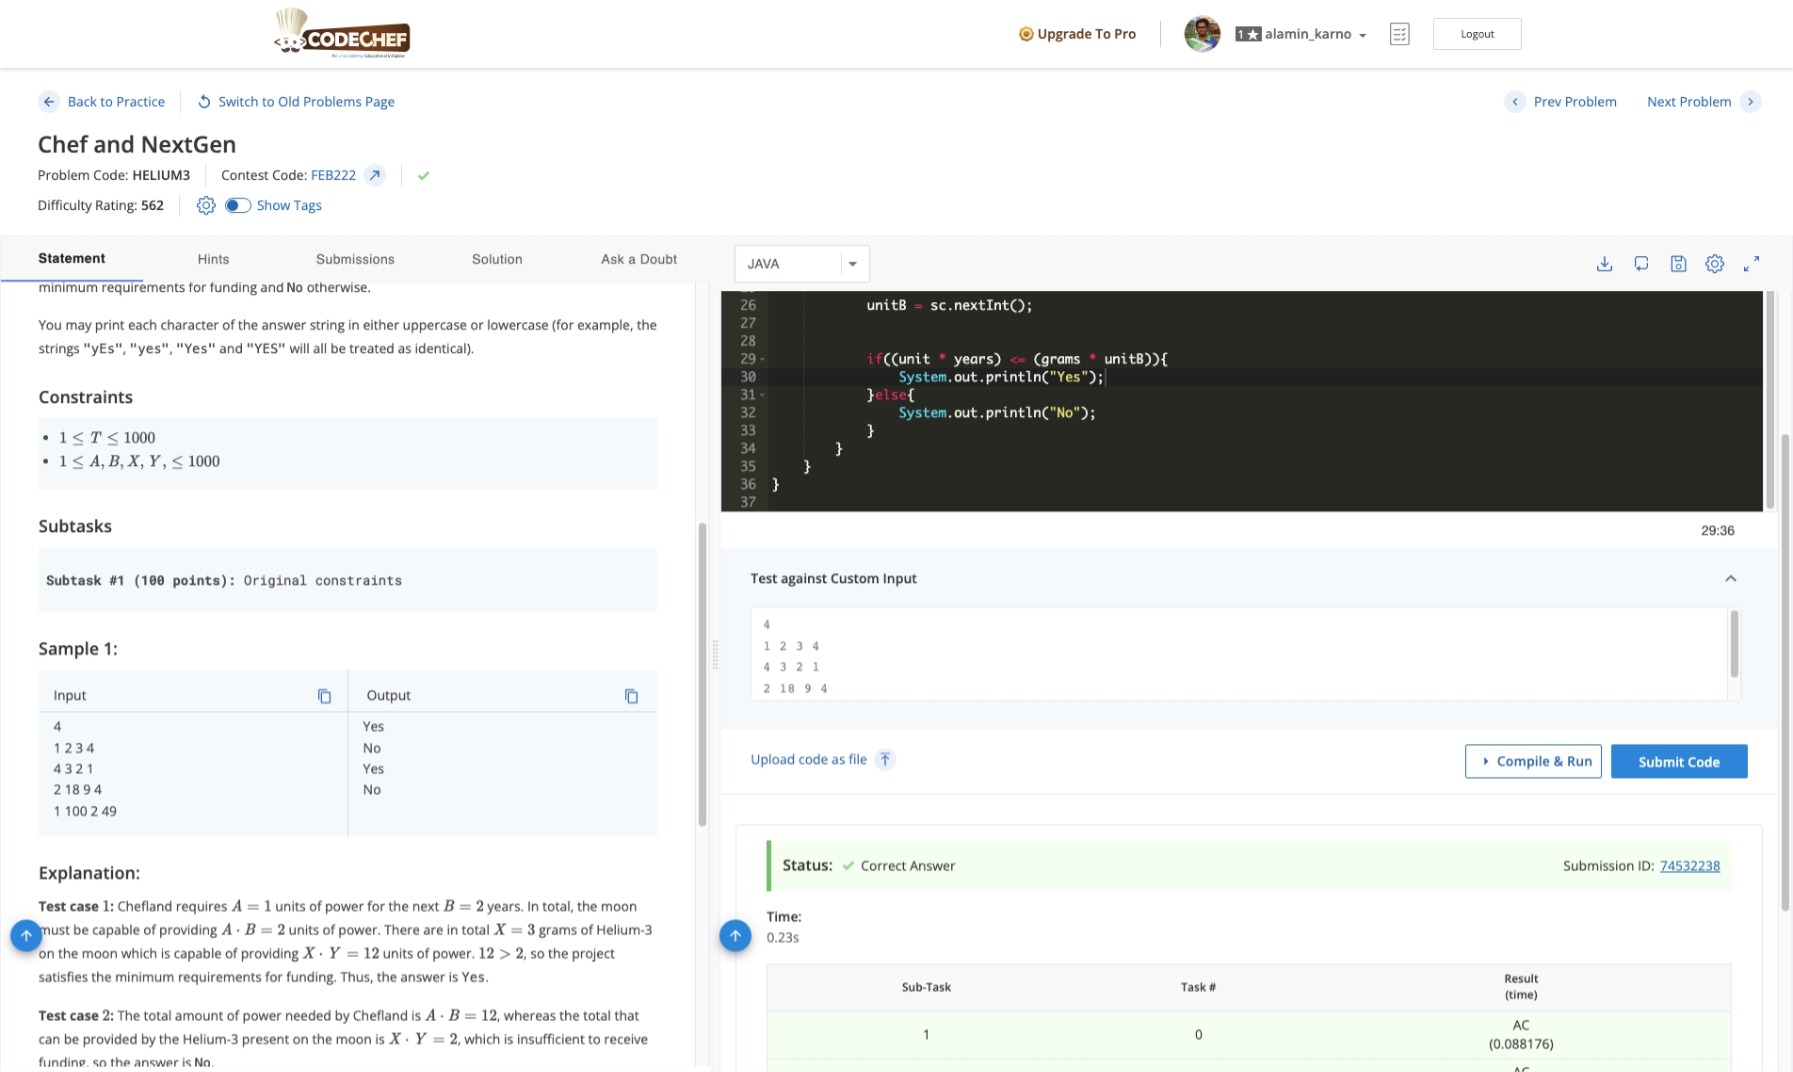 CODECHEF
Upgrade To Pro
1★ alamin_karno
Logout
Back to Practice
Switch to Old Problems Page
Prev Problem
Next Problem
Chef and NextGen
Problem Code: HELIUM3
Contest Code: FEB222
Difficulty Rating: 562
Show Tags
Statement
Hints
Submissions
Solution
Ask a Doubt
minimum requirements for funding and No otherwise.
You may print each character of the answer string in either uppercase or lowercase (for example, the
strings "yEs", "yes", "Yes" and "YES" will all be treated as identical).
Constraints
• 1 ≤ T ≤ 1000
• 1 ≤ A, B, X, Y, ≤ 1000
Subtasks
Subtask #1 (100 points): Original constraints
Sample 1:
Input
Output
4
1 2 3 4
4 3 2 1
2 18 9 4
1 100 2 49
Yes
No
Yes
No
Explanation:
Test case 1: Chefland requires A = 1 units of power for the next B = 2 years. In total, the moon
must be capable of providing A · B = 2 units of power. There are in total X = 3 grams of Helium-3
on the moon which is capable of providing X · Y = 12 units of power. 12 > 2, so the project
satisfies the minimum requirements for funding. Thus, the answer is Yes.
Test case 2: The total amount of power needed by Chefland is A · B = 12, whereas the total that
can be provided by the Helium-3 present on the moon is X · Y = 2, which is insufficient to receive
funding, so the answer is No.
JAVA
26 unitB = sc.nextInt();
27
28
29 if((unit * years) <= (grams * unitB)){
30 System.out.println("Yes");
31 }else{
32 System.out.println("No");
33 }
34 }
35 }
36 }
37
29:36
Test against Custom Input
4
1 2 3 4
4 3 2 1
2 18 9 4
Upload code as file
Compile & Run
Submit Code
Status: Correct Answer
Submission ID: 74532238
Time:
0.23s
Sub-Task
Task #
Result
(time)
1
0
AC
(0.088176)
AC